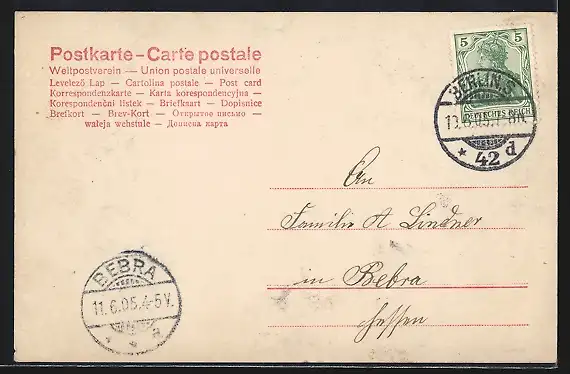 Postkarte – Carte postale
Weltpostverein — Union postale universelle
Levelező Lap — Cartolina postale — Post card
Korrespondenzkarte — Karta korespondencyjna —
Korespondenční lístek — Briefkaart — Dopisnice
Brefkort — Brev-Kort — Открытое письмо —
waleja wehstule — Дописна карта
5 5
DEUTSCHES REICH
BERLIN, S.
42 d
An
Familie A Lindner
in Bebra
Hessen
BEBRA
11.6.05. 4-5V.
* * a